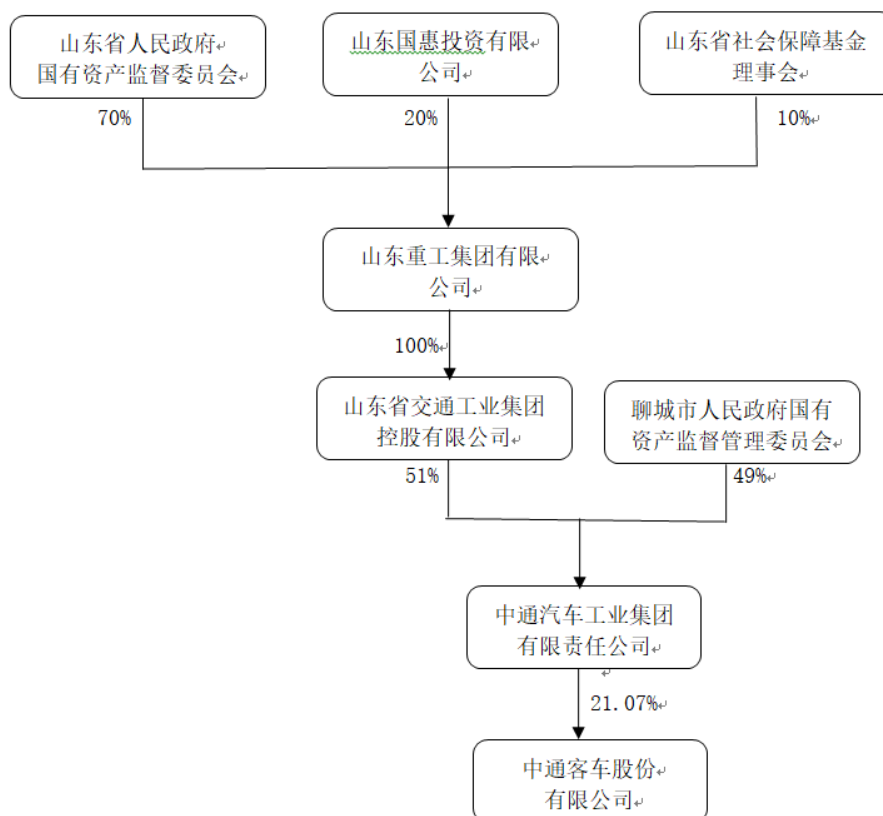 山东省人民政府
国有资产监督委员会
山东国惠投资有限
公司
山东省社会保障基金
理事会
70%
20%
10%
山东重工集团有限
公司
100%
山东省交通工业集团
控股有限公司
聊城市人民政府国有
资产监督管理委员会
51%
49%
中通汽车工业集团
有限责任公司
21.07%
中通客车股份
有限公司